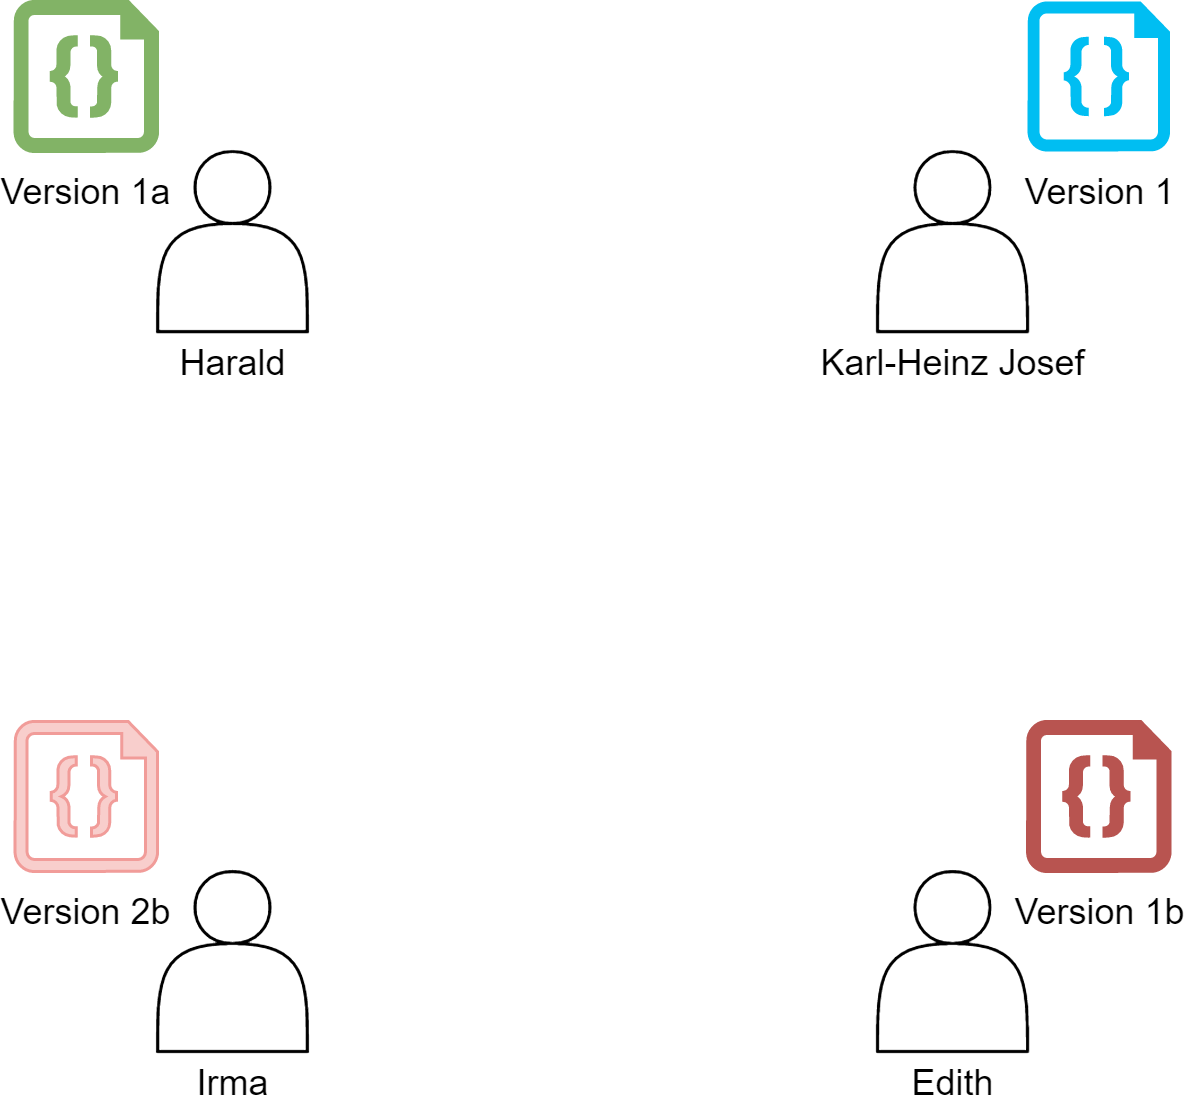 Version 1a
Version 1
Harald
Karl-Heinz Josef
Version 2b
Version 1b
Irma
Edith